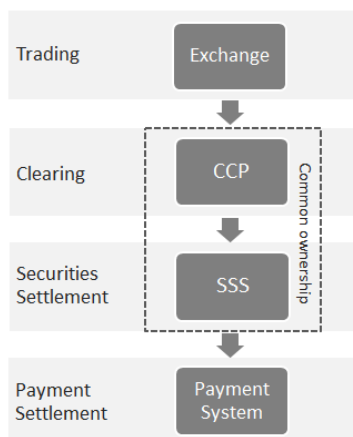 Trading
Exchange
Clearing
CCP
Common ownership
Securities
Settlement
SSS
Payment
Settlement
Payment
System